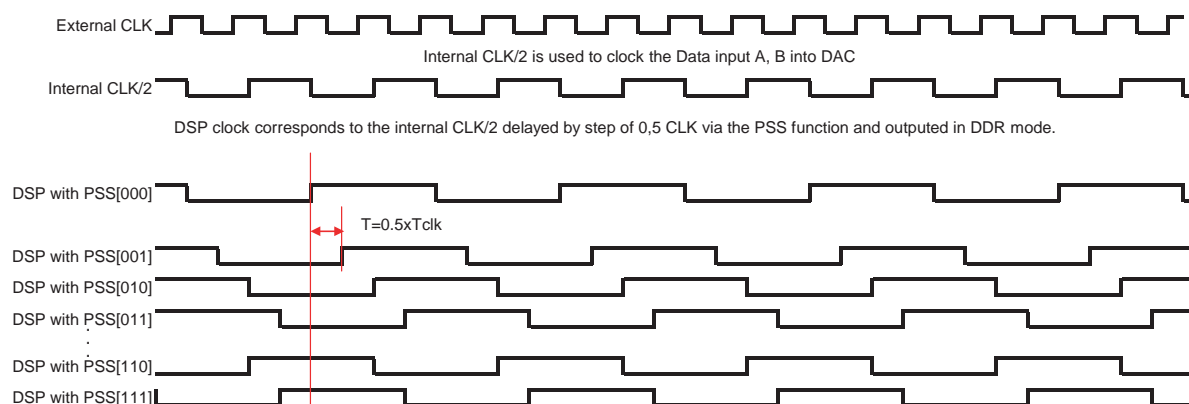 External CLK
Internal CLK/2 is used to clock the Data input A, B into DAC
Internal CLK/2
DSP clock corresponds to the internal CLK/2 delayed by step of 0,5 CLK via the PSS function and outputed in DDR mode.
DSP with PSS[000]
T=0.5xTclk
DSP with PSS[001]
DSP with PSS[010]
DSP with PSS[011]
.
.
DSP with PSS[110]
DSP with PSS[111]